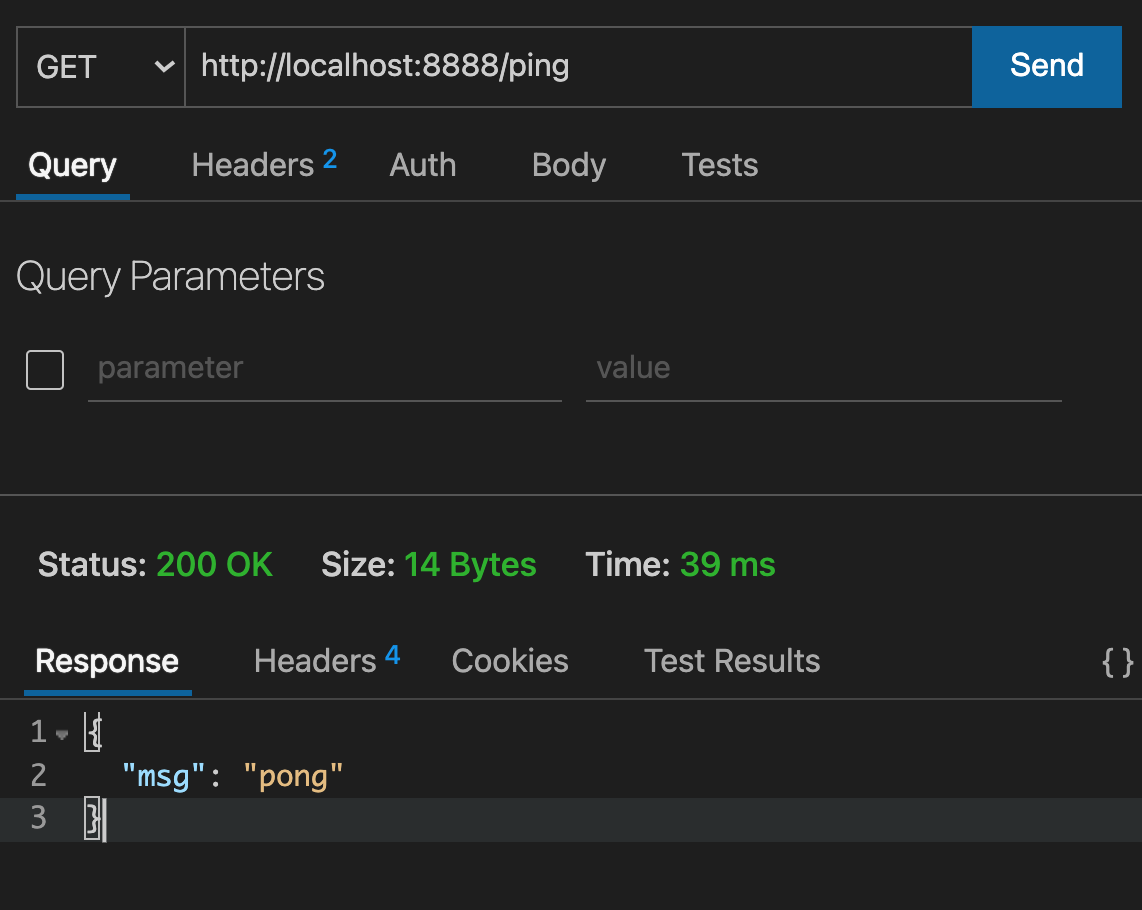 GET http://localhost:8888/ping Send
Query Headers 2 Auth Body Tests
Query Parameters
parameter value
Status: 200 OK Size: 14 Bytes Time: 39 ms
Response Headers 4 Cookies Test Results { }
1 {
2 "msg": "pong"
3 }